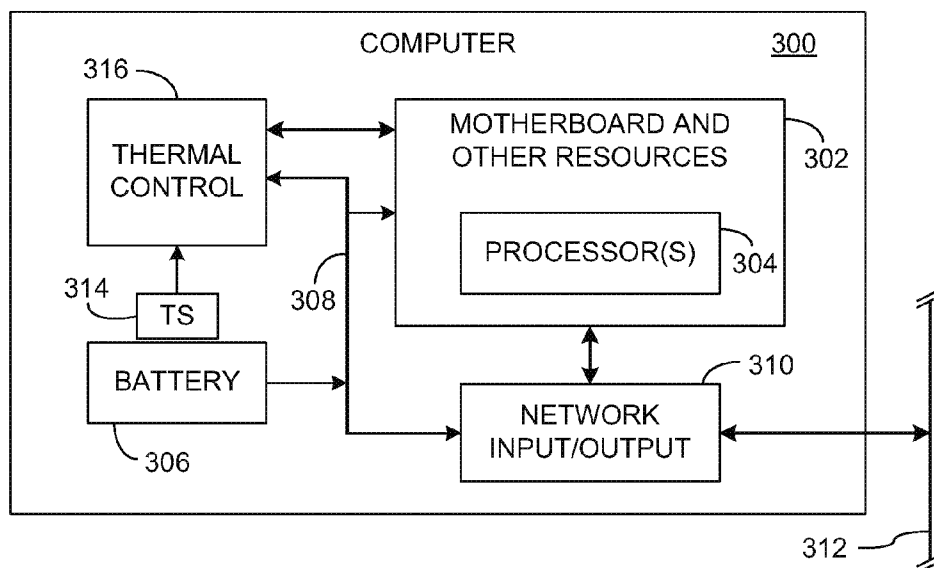 COMPUTER
300
316
THERMAL
CONTROL
MOTHERBOARD AND
OTHER RESOURCES
302
PROCESSOR(S)
304
314
TS
308
BATTERY
306
310
NETWORK
INPUT/OUTPUT
312